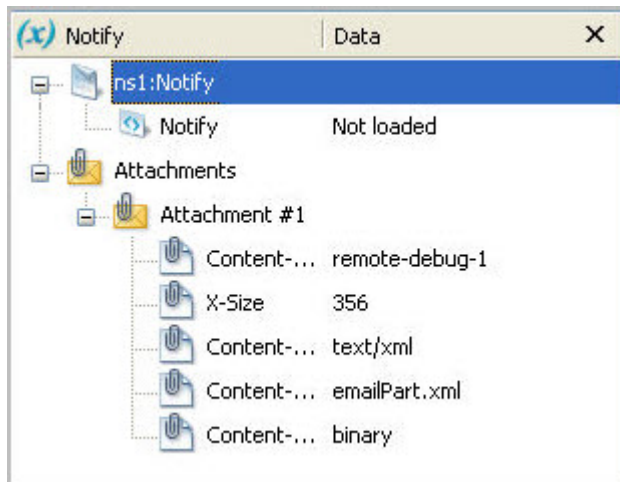 (x) Notify Data X
ns1:Notify
Notify Not loaded
Attachments
Attachment #1
Content-... remote-debug-1
X-Size 356
Content-... text/xml
Content-... emailPart.xml
Content-... binary